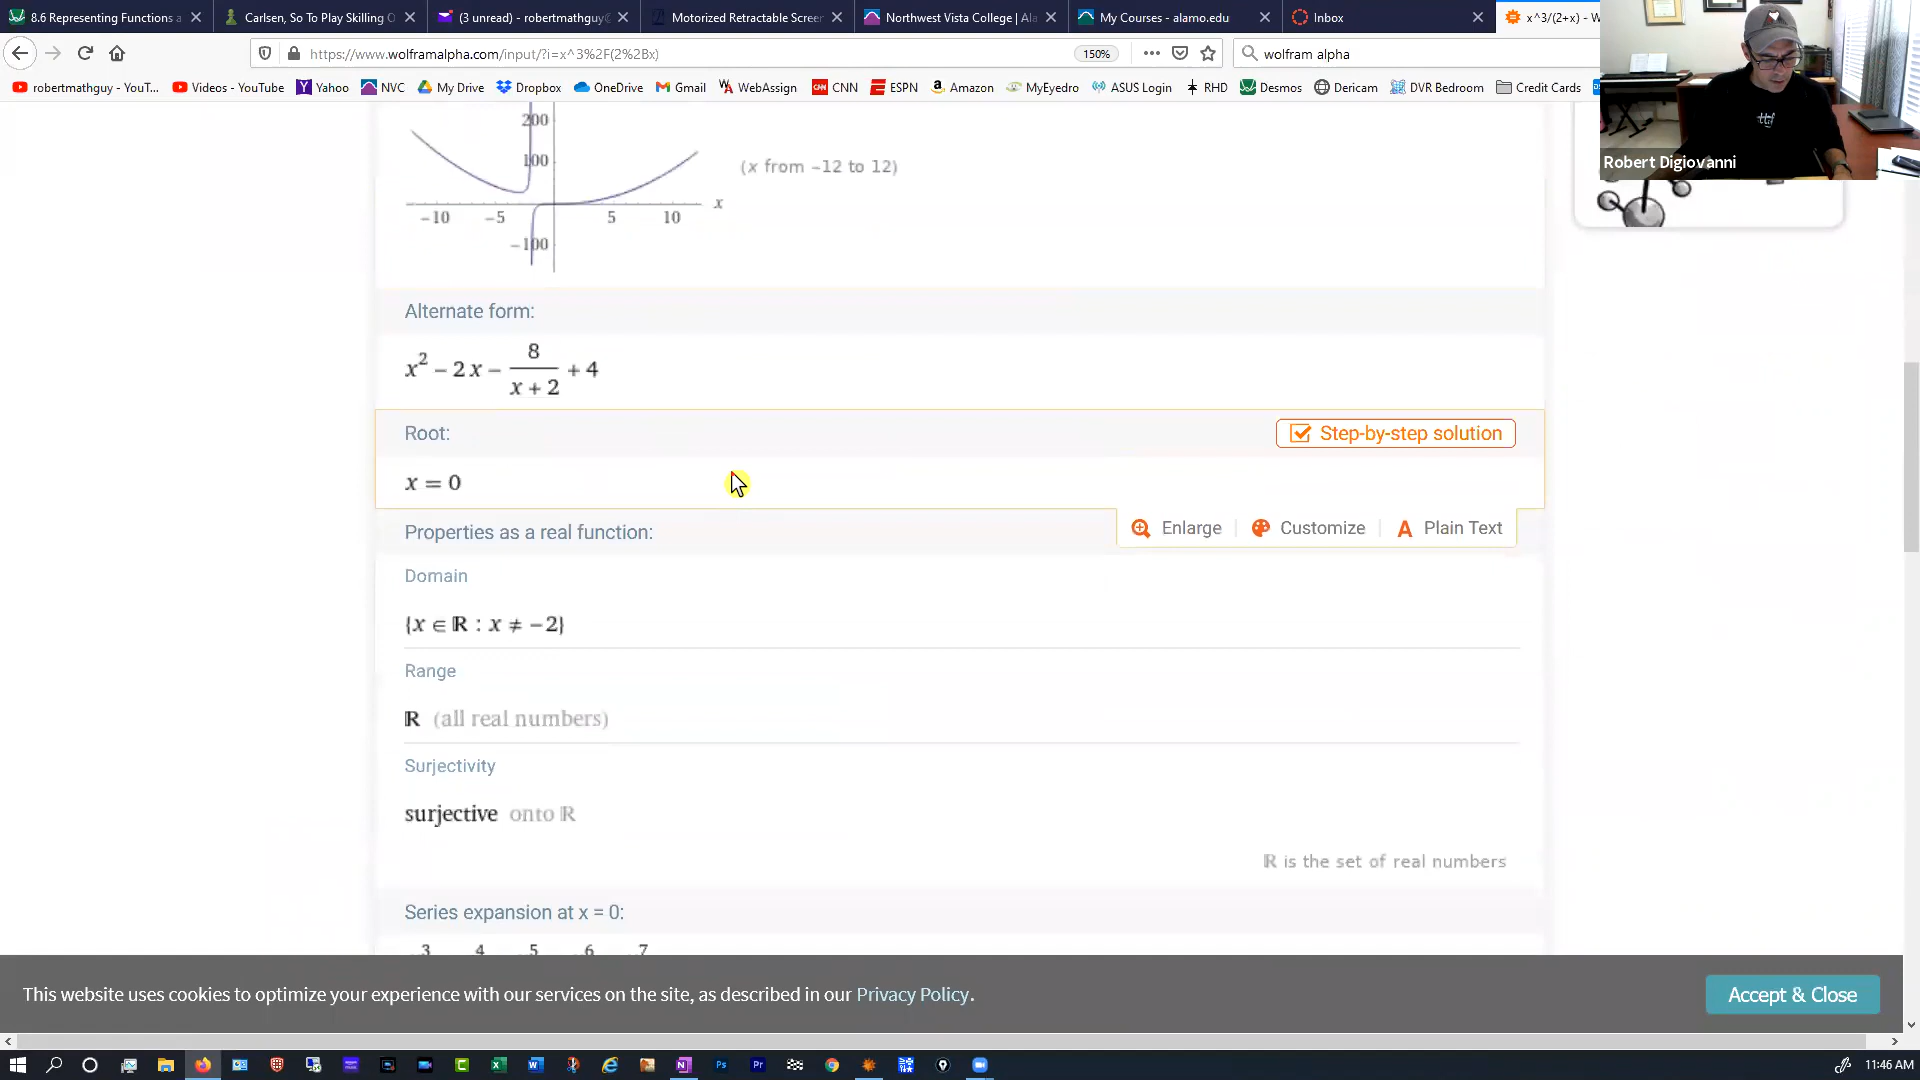 8.6 Representing Functions a
Carlsen, So To Play Skilling O
(3 unread) - robertmathguy@
Motorized Retractable Screen
Northwest Vista College | Ala
My Courses - alamo.edu
Inbox
x^3/(2+x) - W
https://www.wolframalpha.com/input/?i=x^3%2F(2%2Bx)
150%
wolfram alpha
robertmathguy - YouT...
Videos - YouTube
Yahoo
NVC
My Drive
Dropbox
OneDrive
Gmail
WebAssign
CNN
ESPN
Amazon
MyEyedro
ASUS Login
RHD
Desmos
Dericam
DVR Bedroom
Credit Cards
Robert Digiovanni
200
100
(x from -12 to 12)
-10 -5 5 10 x
-100
Alternate form:
x^2 - 2 x - 8/(x + 2) + 4
Root:
Step-by-step solution
x = 0
Enlarge
Customize
A Plain Text
Properties as a real function:
Domain
{x ∈ ℝ : x ≠ -2}
Range
ℝ (all real numbers)
Surjectivity
surjective onto ℝ
ℝ is the set of real numbers
Series expansion at x = 0:
3 4 5 6 7
This website uses cookies to optimize your experience with our services on the site, as described in our Privacy Policy.
Accept & Close
11:46 AM